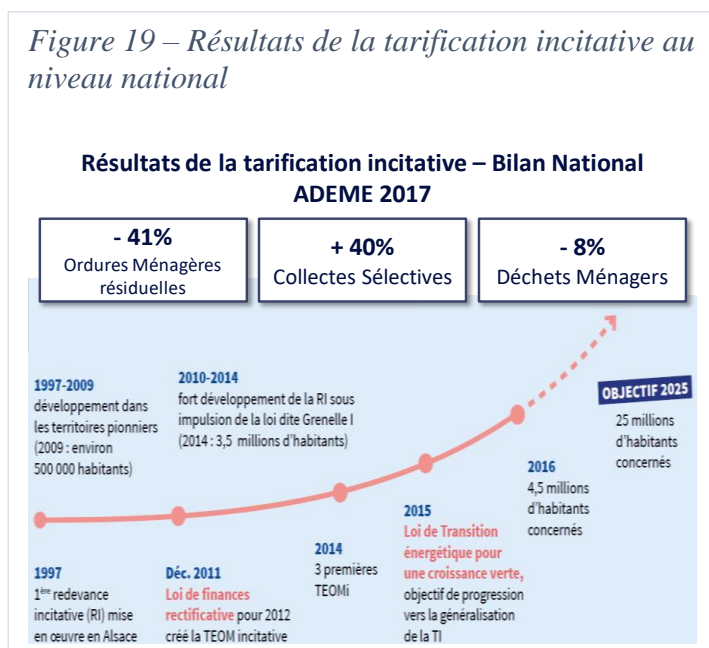 Figure 19 – Résultats de la tarification incitative au
niveau national
Résultats de la tarification incitative – Bilan National
ADEME 2017
- 41%
Ordures Ménagères
résiduelles
+ 40%
Collectes Sélectives
- 8%
Déchets Ménagers
1997-2009
développement dans
les territoires pionniers
(2009 : environ
500 000 habitants)
2010-2014
fort développement de la RI sous
impulsion de la loi dite Grenelle I
(2014 : 3,5 millions d'habitants)
OBJECTIF 2025
25 millions
d'habitants
concernés
2016
4,5 millions
d'habitants
concernés
2015
Loi de Transition
énergétique pour
une croissance verte,
objectif de progression
vers la généralisation
de la TI
2014
3 premières
TEOMi
Déc. 2011
Loi de finances
rectificative pour 2012
créé la TEOM incitative
1997
1ère redevance
incitative (RI) mise
en œuvre en Alsace